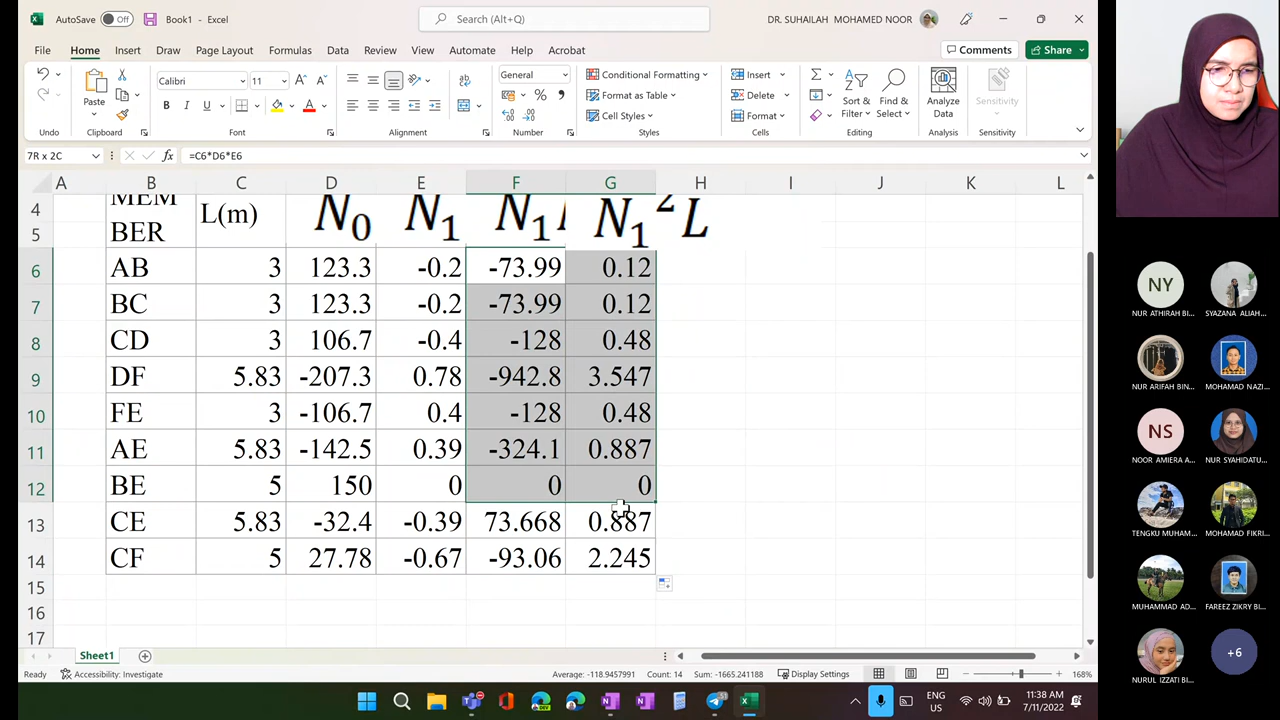 AutoSave Off Book1 - Excel Search (Alt+Q) DR. SUHAILAH MOHAMED NOOR
File Home Insert Draw Page Layout Formulas Data Review View Automate Help Acrobat Comments Share
Calibri 11 General Conditional Formatting Insert
Paste Format as Table Delete Sort & Find & Analyze Sensitivity
B I U A Cell Styles Format Filter Select Data
Undo Clipboard Font Alignment Number Styles Cells Editing Analysis Sensitivity
7R x 2C fx =C6*D6*E6
A B C D E F G H I J K L
4 MEM L(m) N0 N1 N1 N1²L
5 BER
6 AB 3 123.3 -0.2 -73.99 0.12
7 BC 3 123.3 -0.2 -73.99 0.12
8 CD 3 106.7 -0.4 -128 0.48
9 DF 5.83 -207.3 0.78 -942.8 3.547
10 FE 3 -106.7 0.4 -128 0.48
11 AE 5.83 -142.5 0.39 -324.1 0.887
12 BE 5 150 0 0 0
13 CE 5.83 -32.4 -0.39 73.668 0.887
14 CF 5 27.78 -0.67 -93.06 2.245
15
16
17
Sheet1
Ready Accessibility: Investigate Average: -118.9457991 Count: 14 Sum: -1665.241188 Display Settings 168%
ENG
US
11:38 AM
7/11/2022
NY
NUR ATHIRAH BI... SYAZANA ALIAH...
NUR ARIFAH BIN... MOHAMAD NAZI...
NS
NOOR AMIERA A... NUR SYAHIDATU...
TENGKU MUHAM... MOHAMAD FIKRI...
MUHAMMAD AD... FAREEZ ZIKRY BI...
+6
NURUL IZZATI BI...